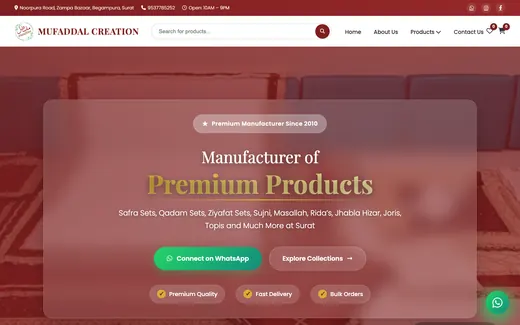 Noorpura Road, Zampa Bazaar, Begampura, Surat
9537765252
Open: 10AM – 9PM
MUFADDAL CREATION
Search for products...
Home
About Us
Products
Contact Us
0
0
Premium Manufacturer Since 2010
Manufacturer of
Premium Products
Safra Sets, Qadam Sets, Ziyafat Sets, Sujni, Masallah, Rida's, Jhabla Hizar, Joris,
Topis and Much More at Surat
Connect on WhatsApp
Explore Collections →
Premium Quality
Fast Delivery
Bulk Orders